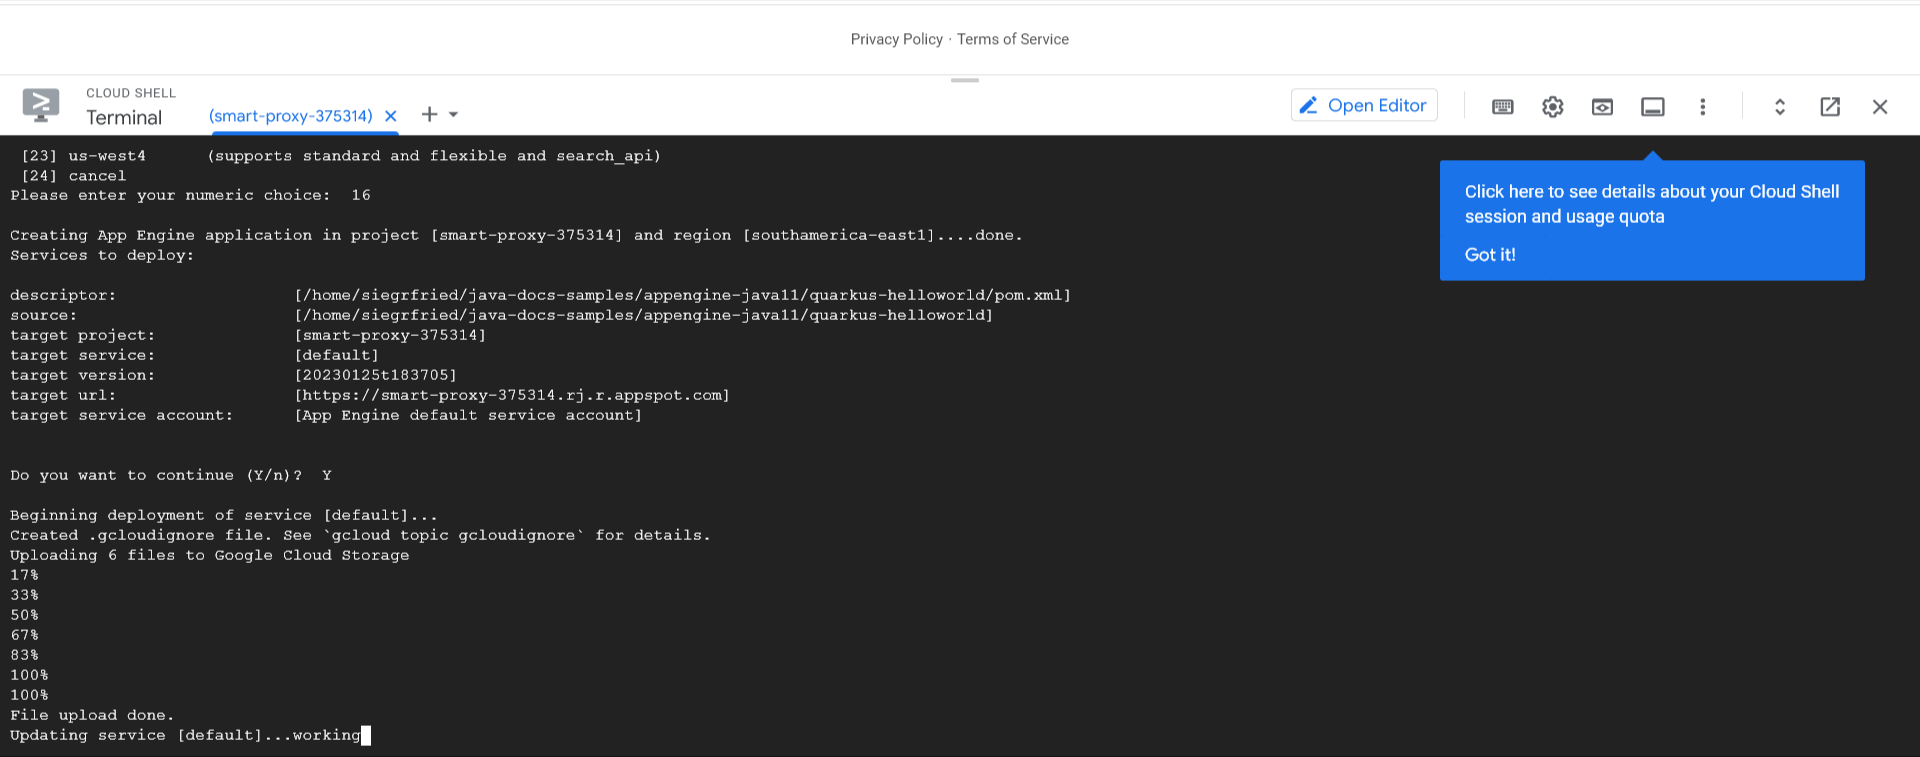 Privacy Policy · Terms of Service
CLOUD SHELL
Terminal
(smart-proxy-375314)
Open Editor
[23] us-west4 (supports standard and flexible and search_api)
[24] cancel
Please enter your numeric choice: 16
Click here to see details about your Cloud Shell
session and usage quota
Got it!
Creating App Engine application in project [smart-proxy-375314] and region [southamerica-east1]....done.
Services to deploy:
descriptor: [/home/siegrfried/java-docs-samples/appengine-java11/quarkus-helloworld/pom.xml]
source: [/home/siegrfried/java-docs-samples/appengine-java11/quarkus-helloworld]
target project: [smart-proxy-375314]
target service: [default]
target version: [20230125t183705]
target url: [https://smart-proxy-375314.rj.r.appspot.com]
target service account: [App Engine default service account]
Do you want to continue (Y/n)? Y
Beginning deployment of service [default]...
Created .gcloudignore file. See `gcloud topic gcloudignore` for details.
Uploading 6 files to Google Cloud Storage
17%
33%
50%
67%
83%
100%
100%
File upload done.
Updating service [default]...working